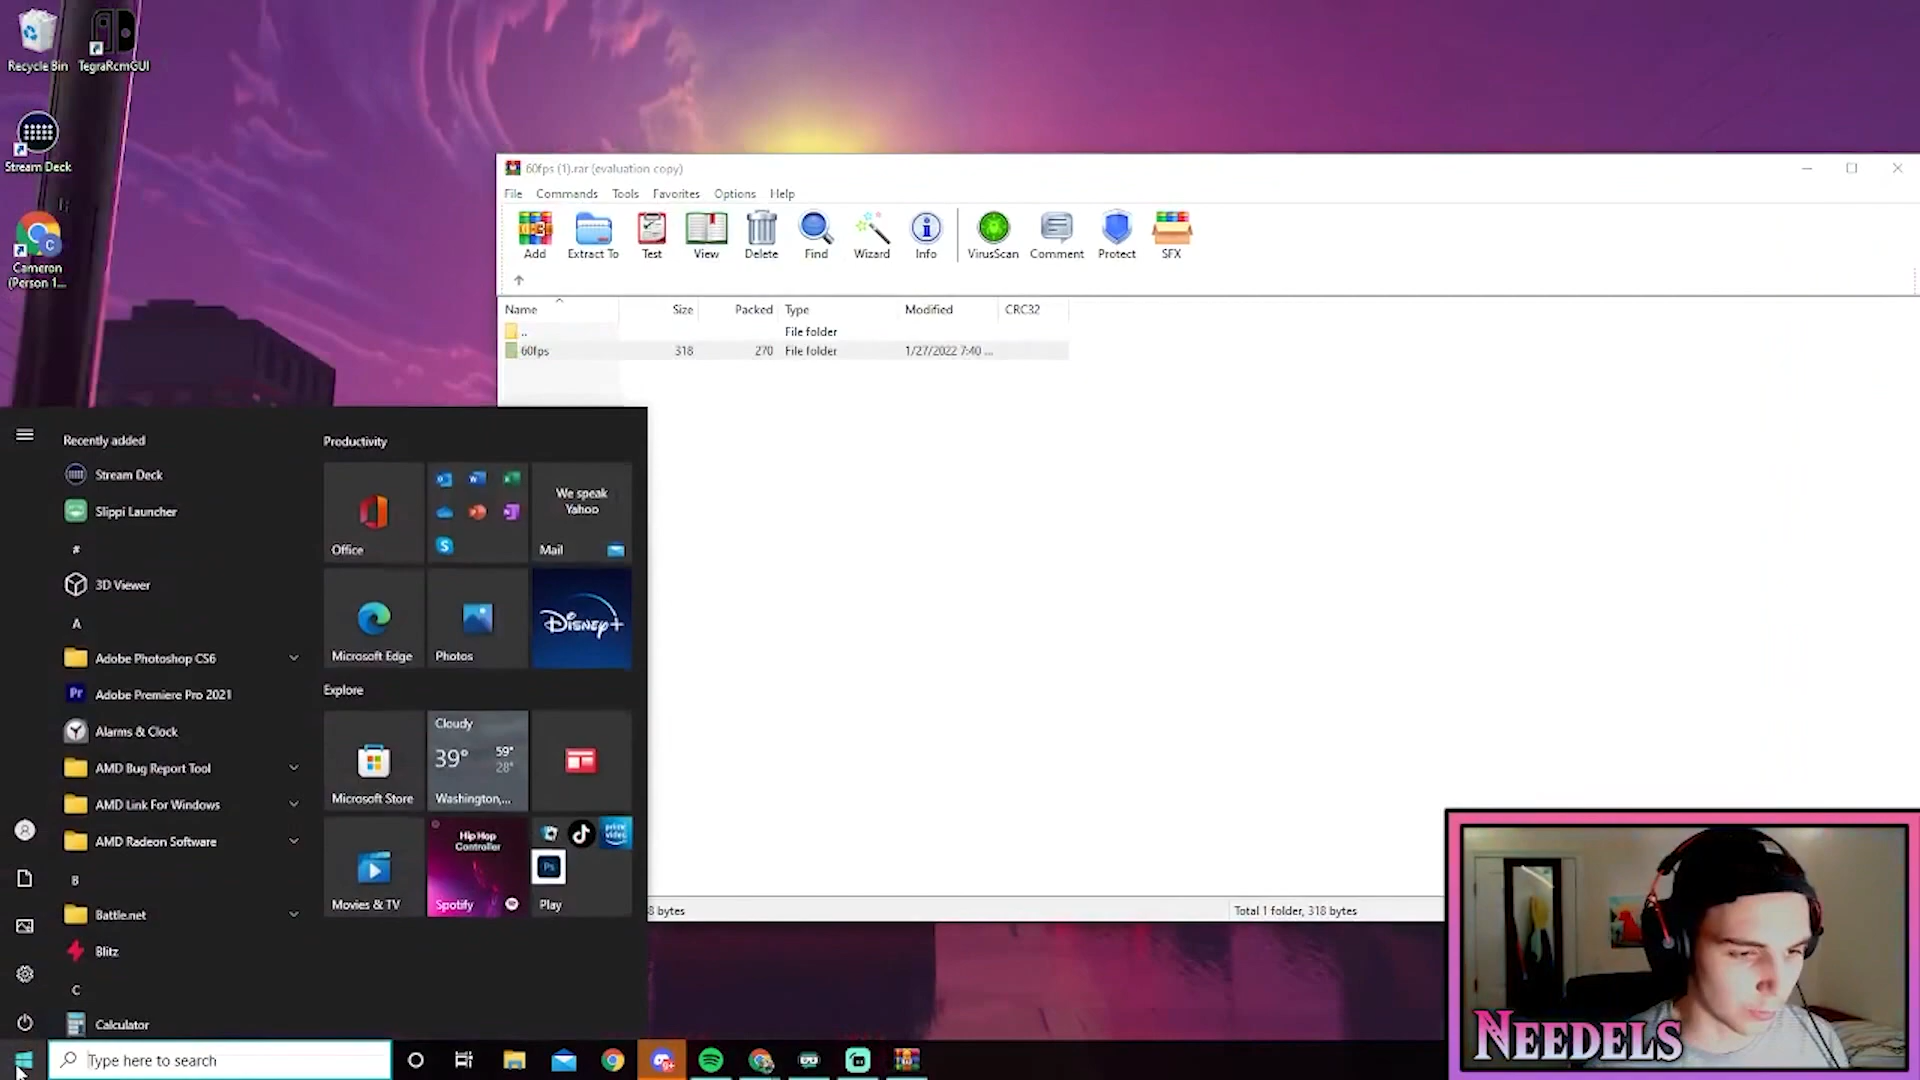 Recycle Bin
TegraRcmGUI
Stream Deck
C
Cameron
(Person 1...
60fps (1).rar (evaluation copy)
File Commands Tools Favorites Options Help
Add Extract To Test View Delete Find Wizard Info VirusScan Comment Protect SFX
Name Size Packed Type Modified CRC32
.. File folder
60fps 318 270 File folder 1/27/2022 7:40 ...
Recently added
Stream Deck
Slippi Launcher
#
3D Viewer
A
Adobe Photoshop CS6
Pr Adobe Premiere Pro 2021
Alarms & Clock
AMD Bug Report Tool
AMD Link For Windows
AMD Radeon Software
B
Battle.net
Blitz
C
Calculator
Productivity
Office
We speak
Yahoo
Mail
Microsoft Edge
Photos
Disney+
Explore
Microsoft Store
Cloudy
39° 59°
28°
Washington,...
Movies & TV
Hip Hop
Controller
Spotify
prime video
Ps
Play
8 bytes
Total 1 folder, 318 bytes
Type here to search
NEEDELS